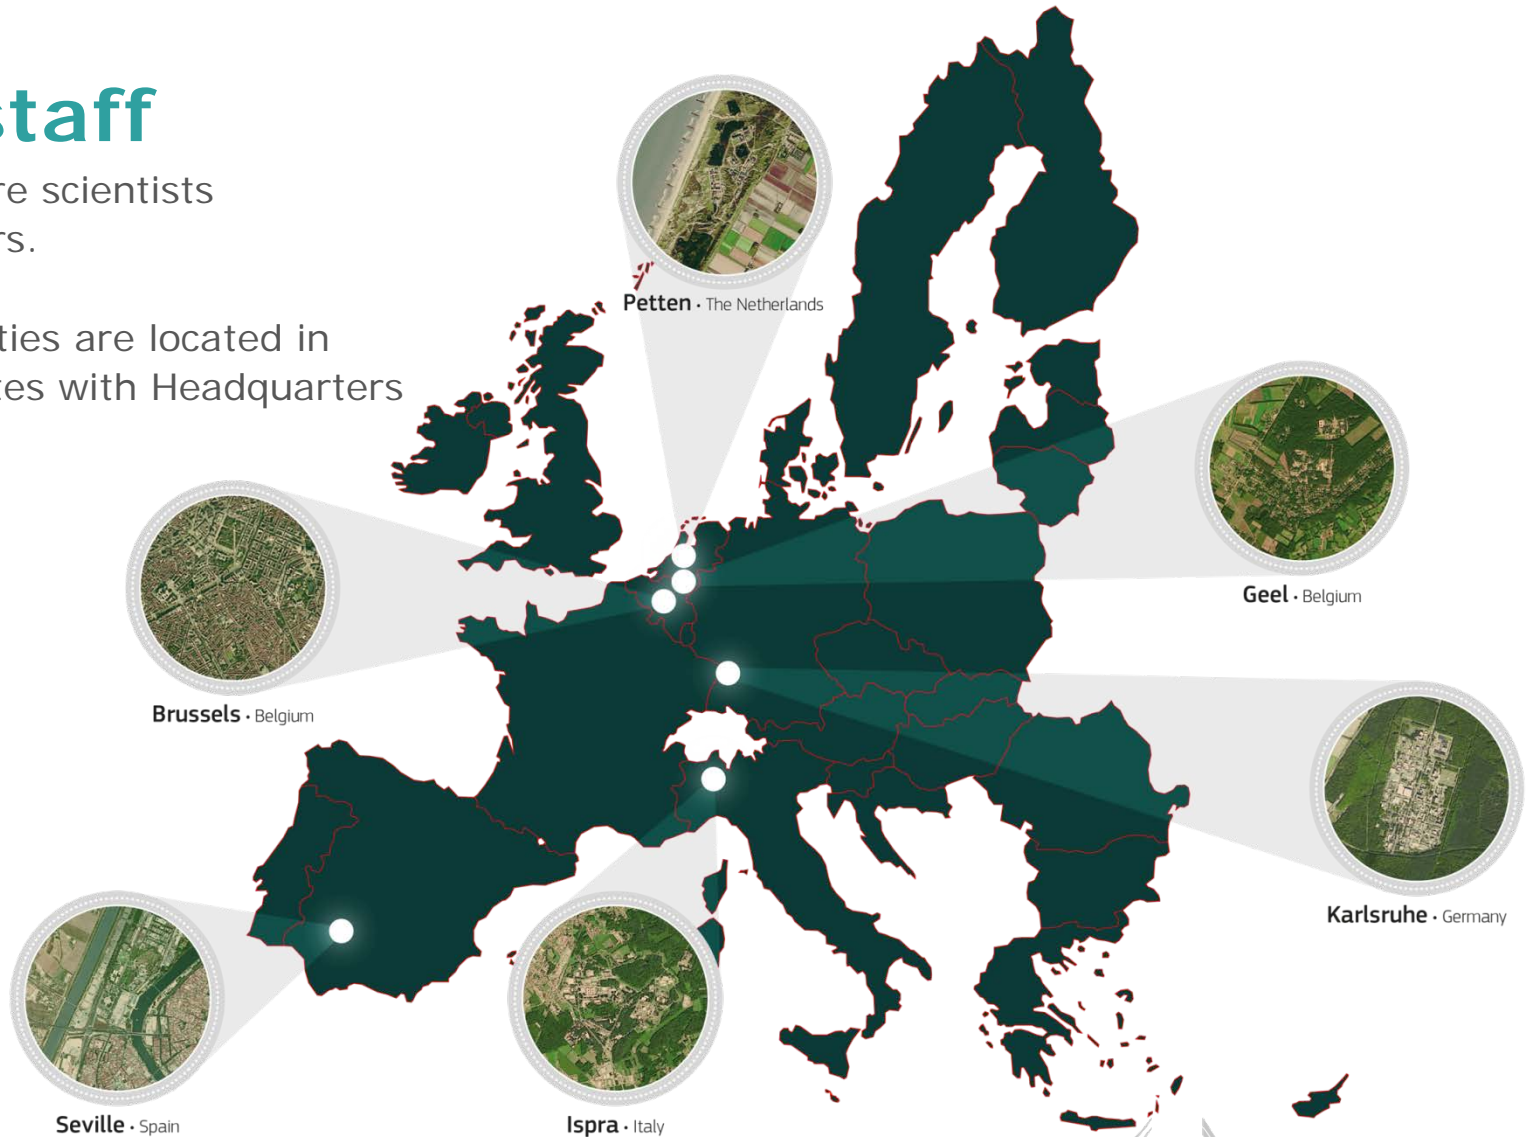 staff
re scientists
rs.
ties are located in
tes with Headquarters
Petten · The Netherlands
Geel · Belgium
Brussels · Belgium
Karlsruhe · Germany
Seville · Spain
Ispra · Italy